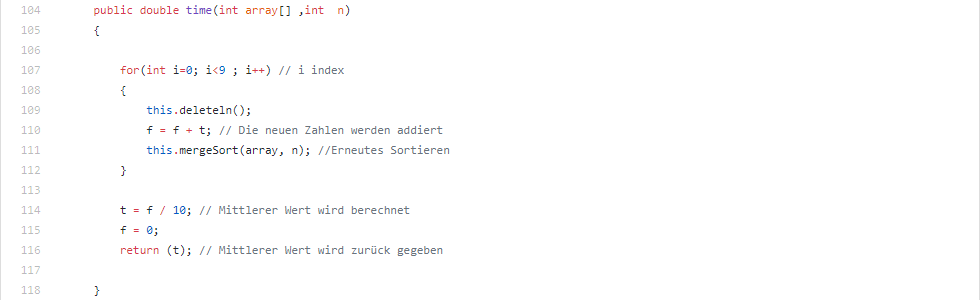 104 public double time(int array[] ,int  n)
105 {
106
107 for(int i=0; i<9 ; i++) // i index
108 {
109 this.deleteln();
110 f = f + t; // Die neuen Zahlen werden addiert
111 this.mergeSort(array, n); //Erneutes Sortieren
112 }
113
114 t = f / 10; // Mittlerer Wert wird berechnet
115 f = 0;
116 return (t); // Mittlerer Wert wird zurück gegeben
117
118 }